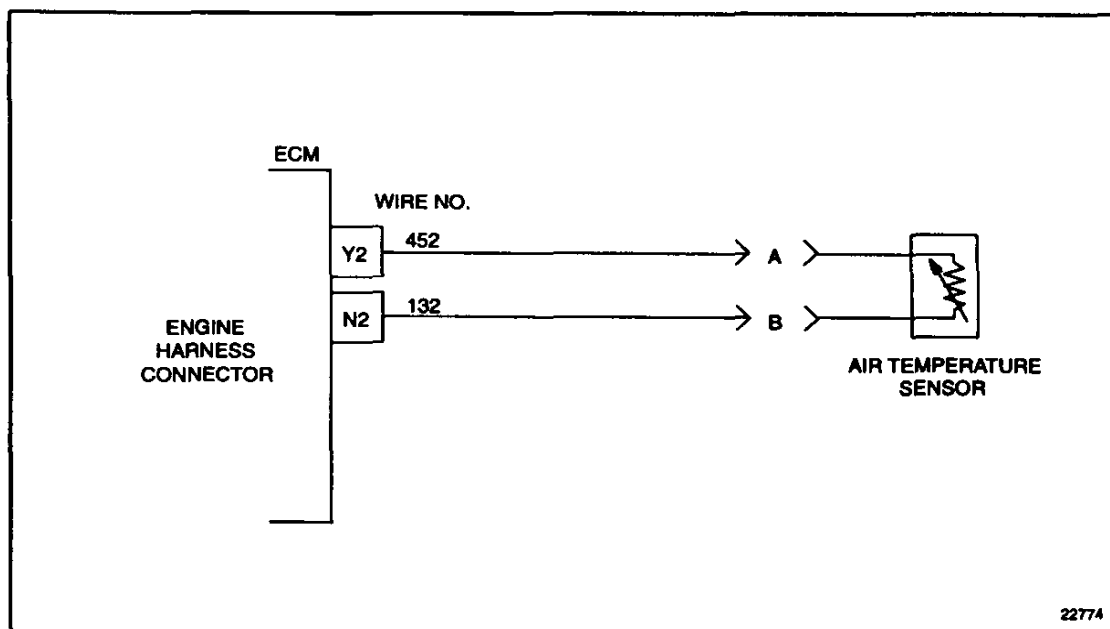 ECM
WIRE NO.
Y2
452
A
N2
132
B
ENGINE
HARNESS
CONNECTOR
AIR TEMPERATURE
SENSOR
22774